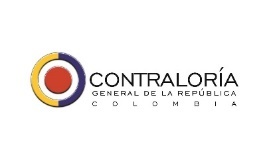 CONTRALORÍA
GENERAL DE LA REPÚBLICA
COLOMBIA